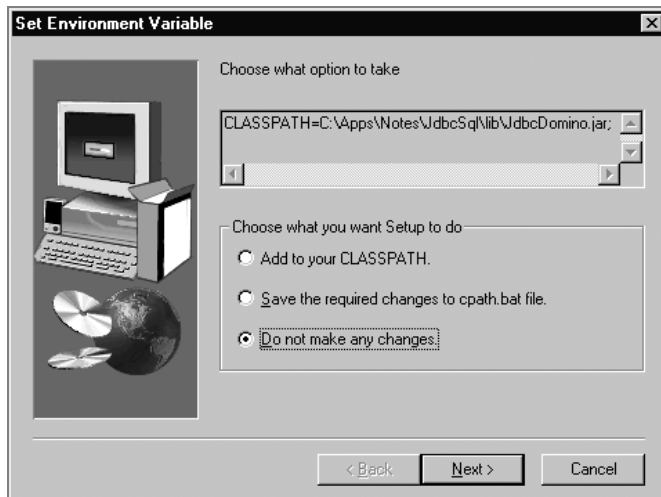 Set Environment Variable
Choose what option to take
CLASSPATH=C:\Apps\Notes\JdbcSql\lib\JdbcDomino.jar;
Choose what you want Setup to do
Add to your CLASSPATH.
Save the required changes to cpath.bat file.
Do not make any changes.
< Back
Next >
Cancel